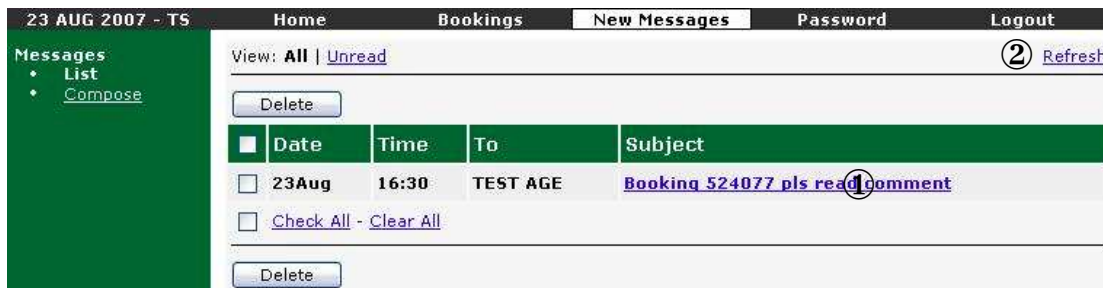 23 AUG 2007 - TS Home Bookings New Messages Password Logout
Messages
• List
• Compose
View: All | Unread ② Refresh
Delete
Date Time To Subject
23Aug 16:30 TEST AGE Booking 524077 pls read comment
①
Check All - Clear All
Delete